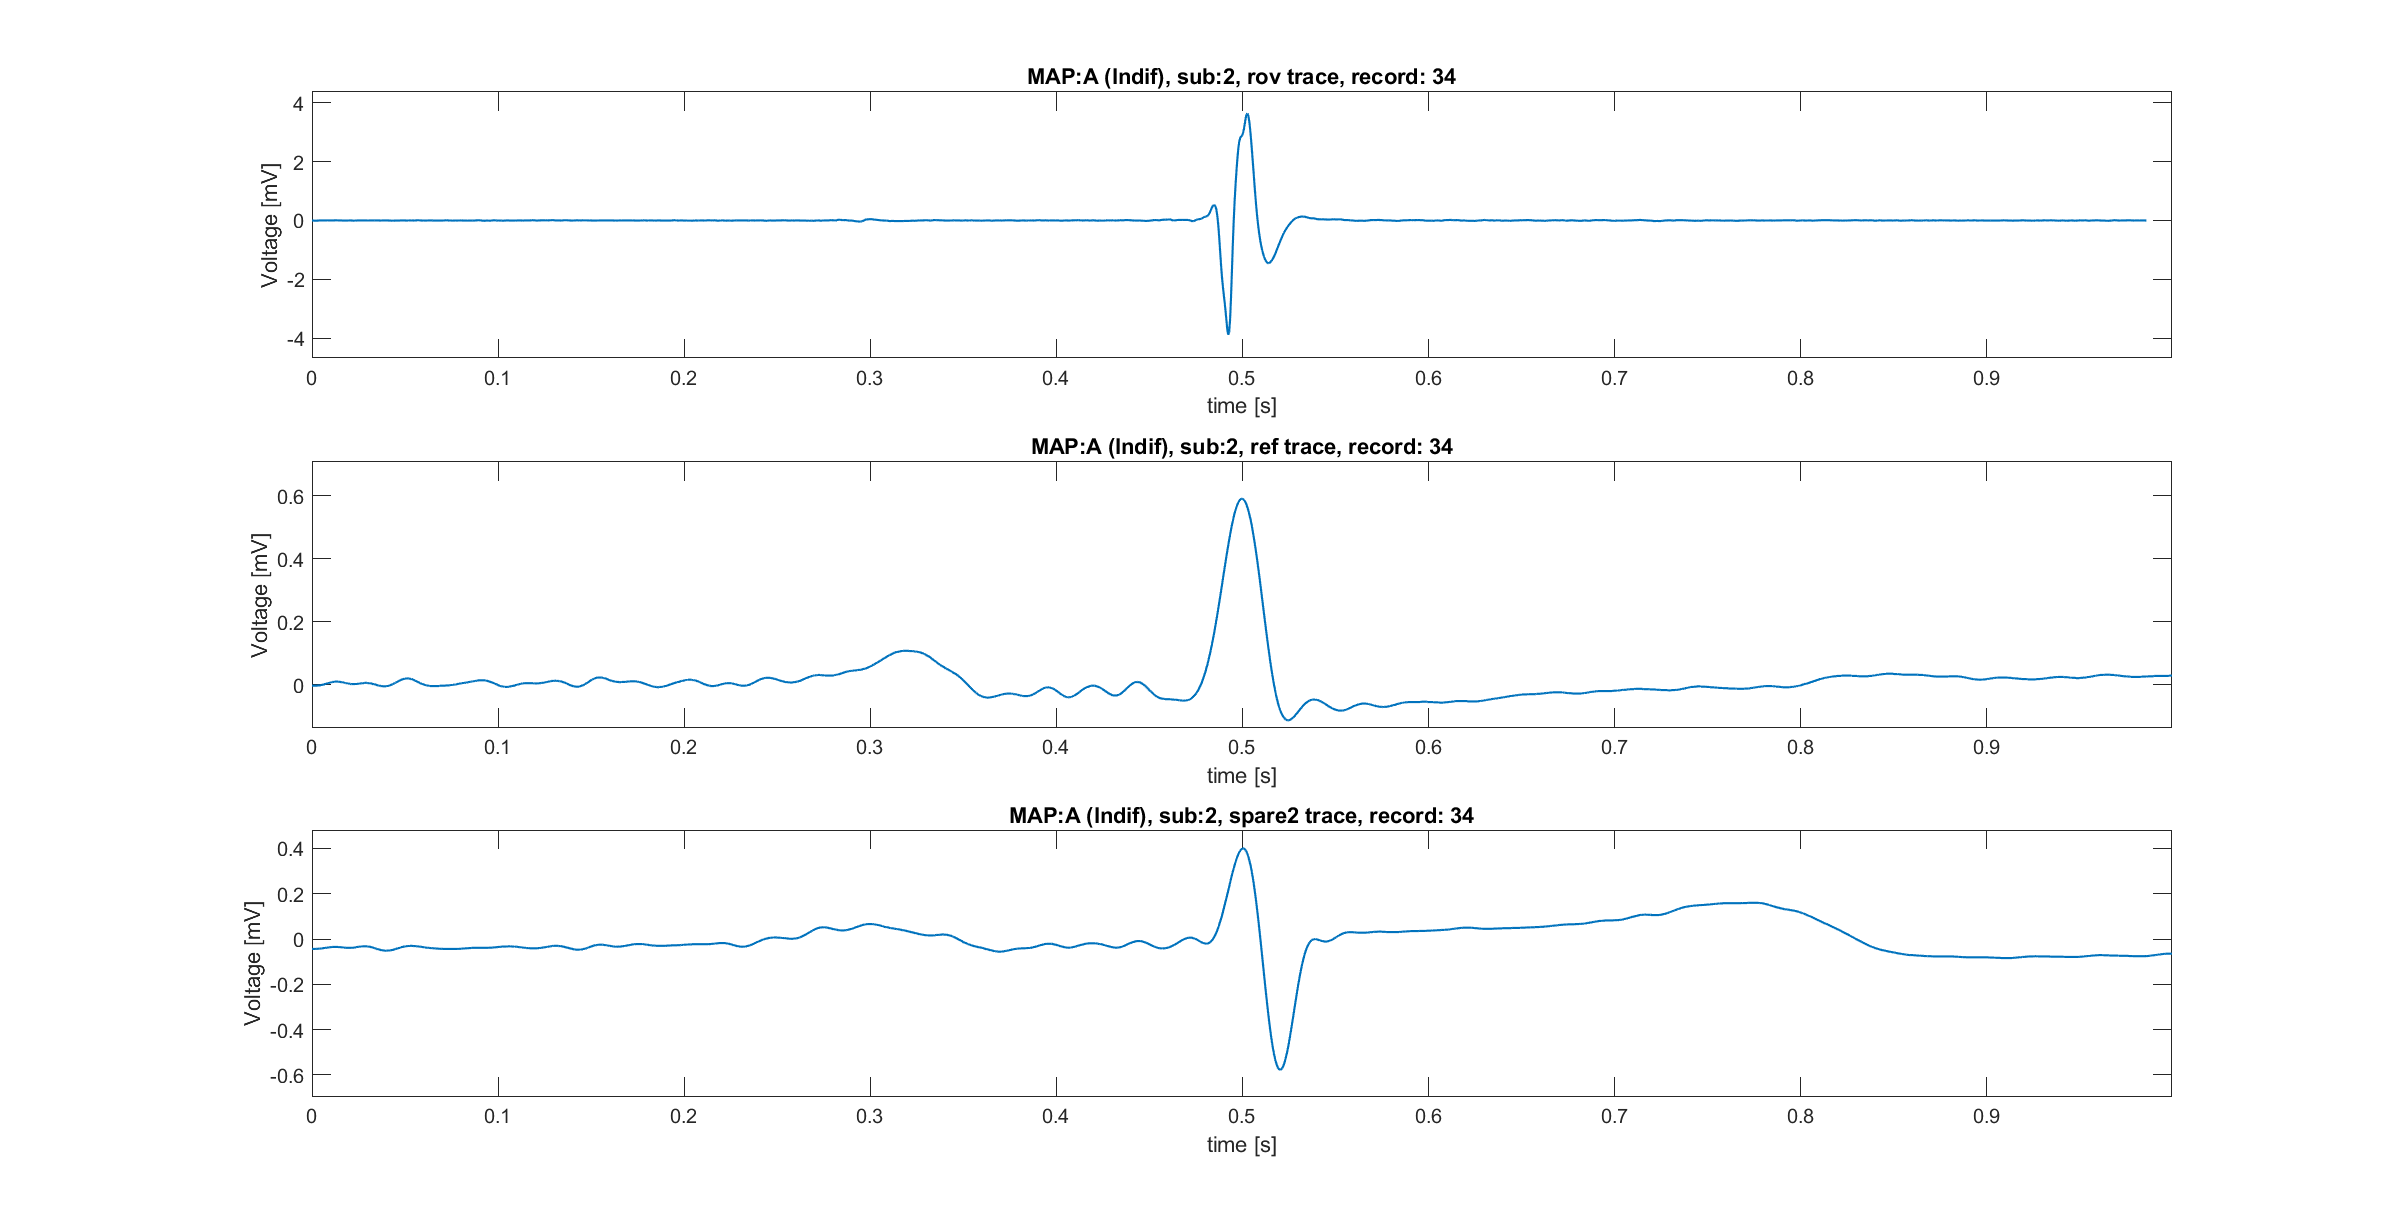 MAP:A (Indif), sub:2, rov trace, record: 34
Voltage [mV]
4
2
0
-2
-4
0 0.1 0.2 0.3 0.4 0.5 0.6 0.7 0.8 0.9
time [s]
MAP:A (Indif), sub:2, ref trace, record: 34
Voltage [mV]
0.6
0.4
0.2
0
0 0.1 0.2 0.3 0.4 0.5 0.6 0.7 0.8 0.9
time [s]
MAP:A (Indif), sub:2, spare2 trace, record: 34
Voltage [mV]
0.4
0.2
0
-0.2
-0.4
-0.6
0 0.1 0.2 0.3 0.4 0.5 0.6 0.7 0.8 0.9
time [s]